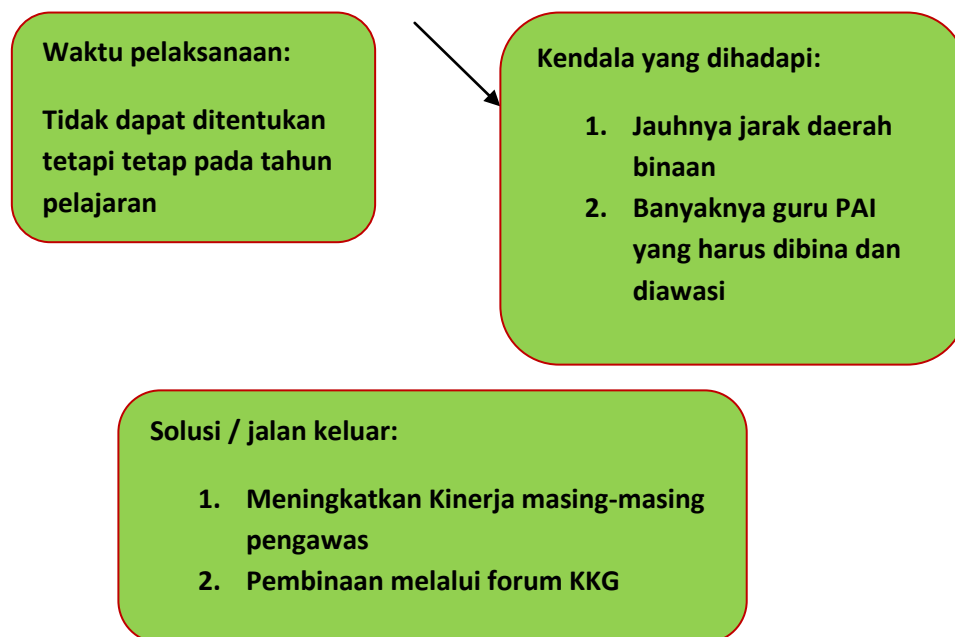 Waktu pelaksanaan:
Tidak dapat ditentukan
tetapi tetap pada tahun
pelajaran
Kendala yang dihadapi:
1. Jauhnya jarak daerah
binaan
2. Banyaknya guru PAI
yang harus dibina dan
diawasi
Solusi / jalan keluar:
1. Meningkatkan Kinerja masing-masing
pengawas
2. Pembinaan melalui forum KKG